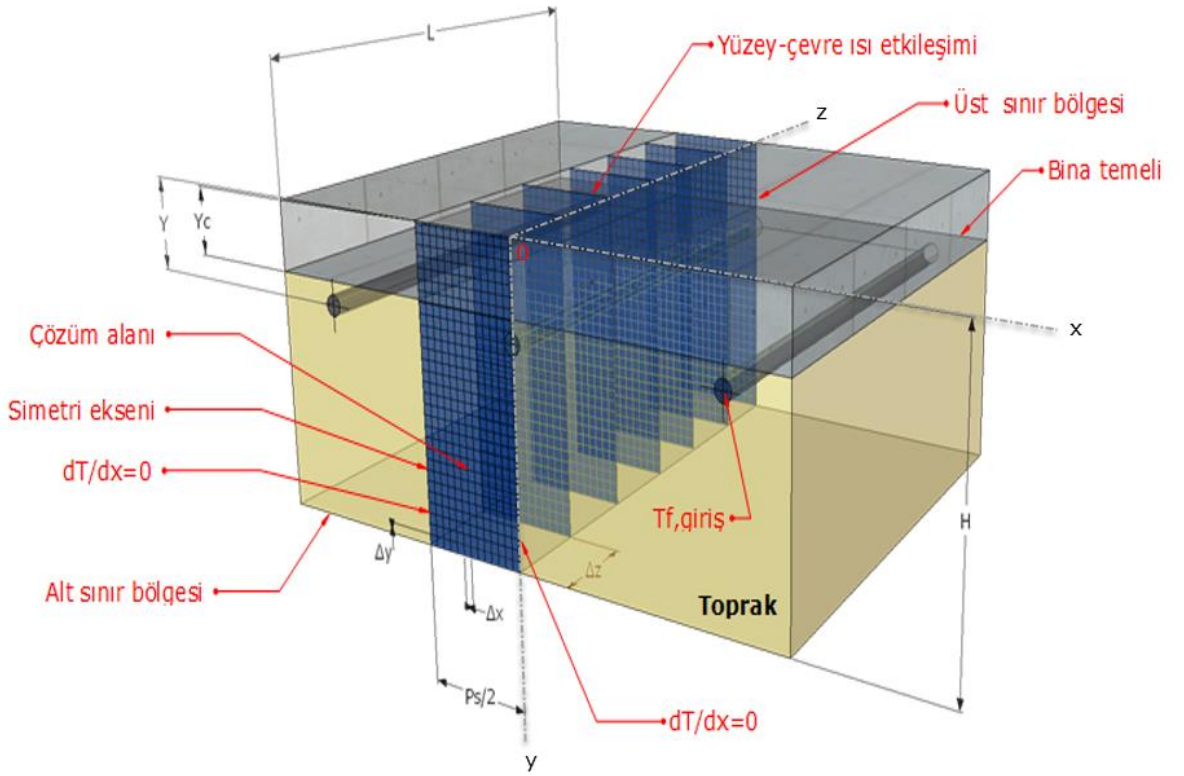 L
Yüzey-çevre ısı etkileşimi
z
Üst sınır bölgesi
Bina temeli
Y
Yc
0
x
Çözüm alanı
Simetri ekseni
dT/dx=0
Tf,giriş
H
Δy
Δz
Alt sınır bölgesi
Toprak
Δx
Ps/2
dT/dx=0
y